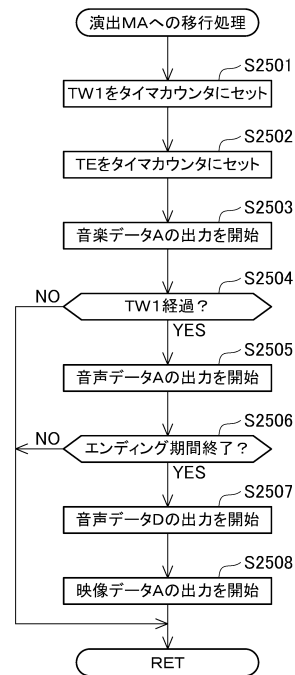 演出MAへの移行処理
S2501
TW1をタイマカウンタにセット
S2502
TEをタイマカウンタにセット
S2503
音楽データAの出力を開始
S2504
NO
TW1経過?
YES
S2505
音声データAの出力を開始
S2506
NO
エンディング期間終了?
YES
S2507
音声データDの出力を開始
S2508
映像データAの出力を開始
RET